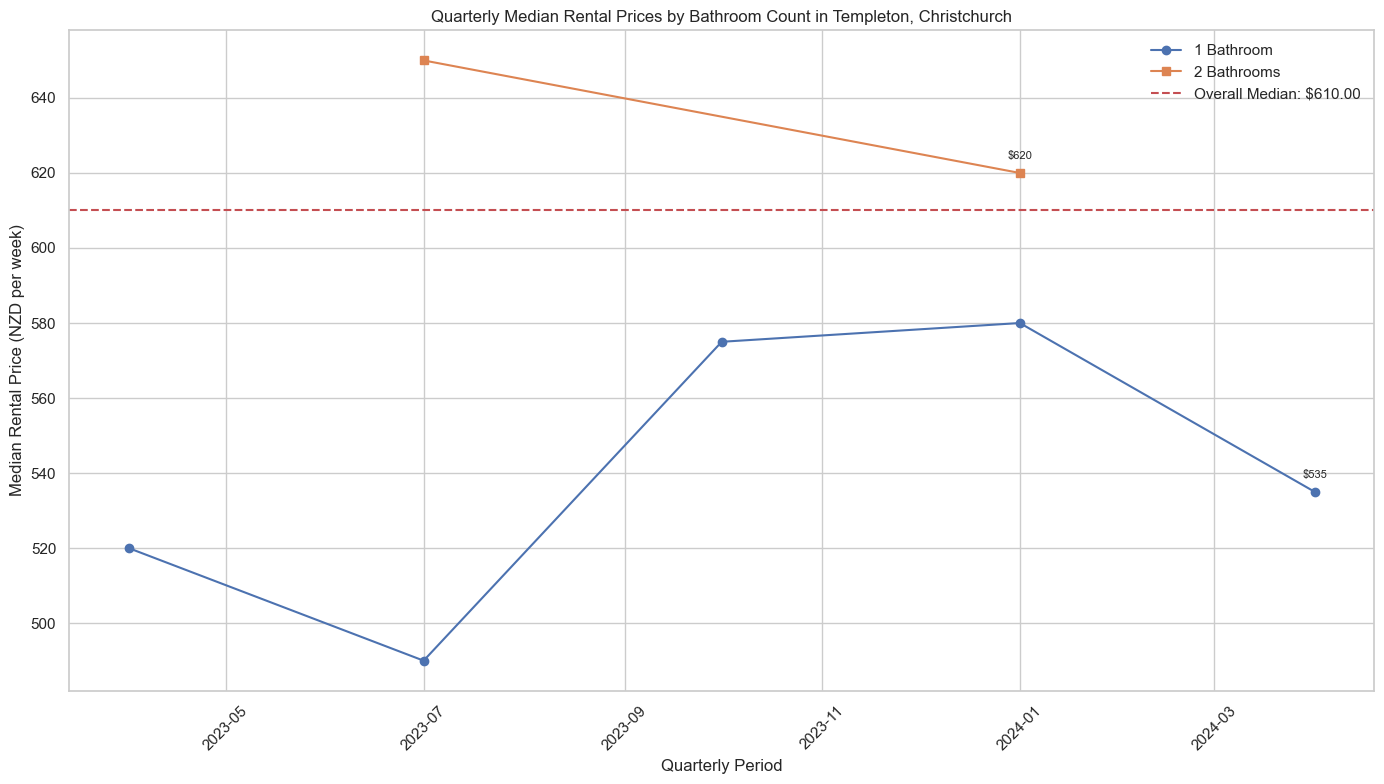 Quarterly Median Rental Prices by Bathroom Count in Templeton, Christchurch
1 Bathroom
2 Bathrooms
Overall Median: $610.00
Median Rental Price (NZD per week)
640
620
600
580
560
540
520
500
$620
$535
2023-05
2023-07
2023-09
2023-11
2024-01
2024-03
Quarterly Period